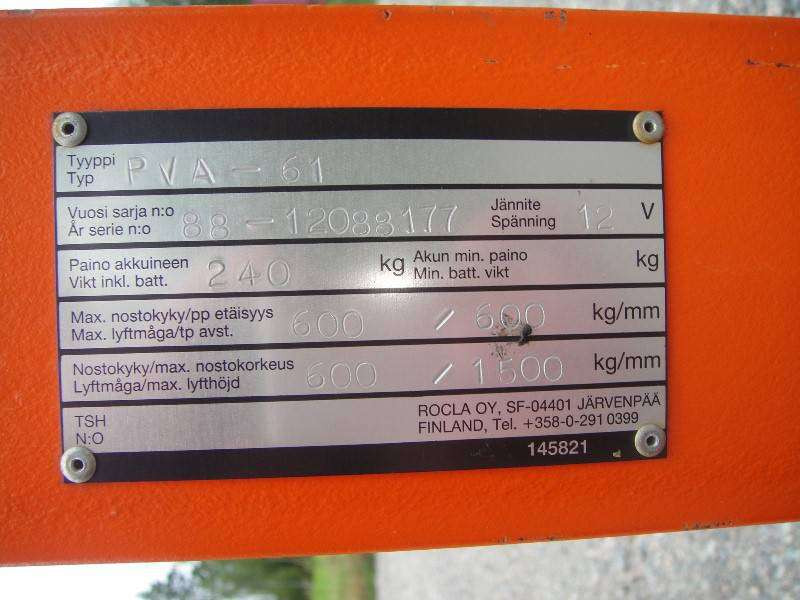 Tyyppi
Typ PVA-61
Vuosi sarja n:o
År serie n:o 88-12088177
Jännite
Spänning 12 V
Paino akkuineen
Vikt inkl. batt. 240 kg
Akun min. paino
Min. batt. vikt kg
Max. nostokyky/pp etäisyys
Max. lyftmåga/tp avst. 600 / 600 kg/mm
Nostokyky/max. nostokorkeus
Lyftmåga/max. lyfthöjd 600 / 1500 kg/mm
TSH
N:O
ROCLA OY, SF-04401 JÄRVENPÄÄ
FINLAND, Tel. +358-0-291 0399
145821